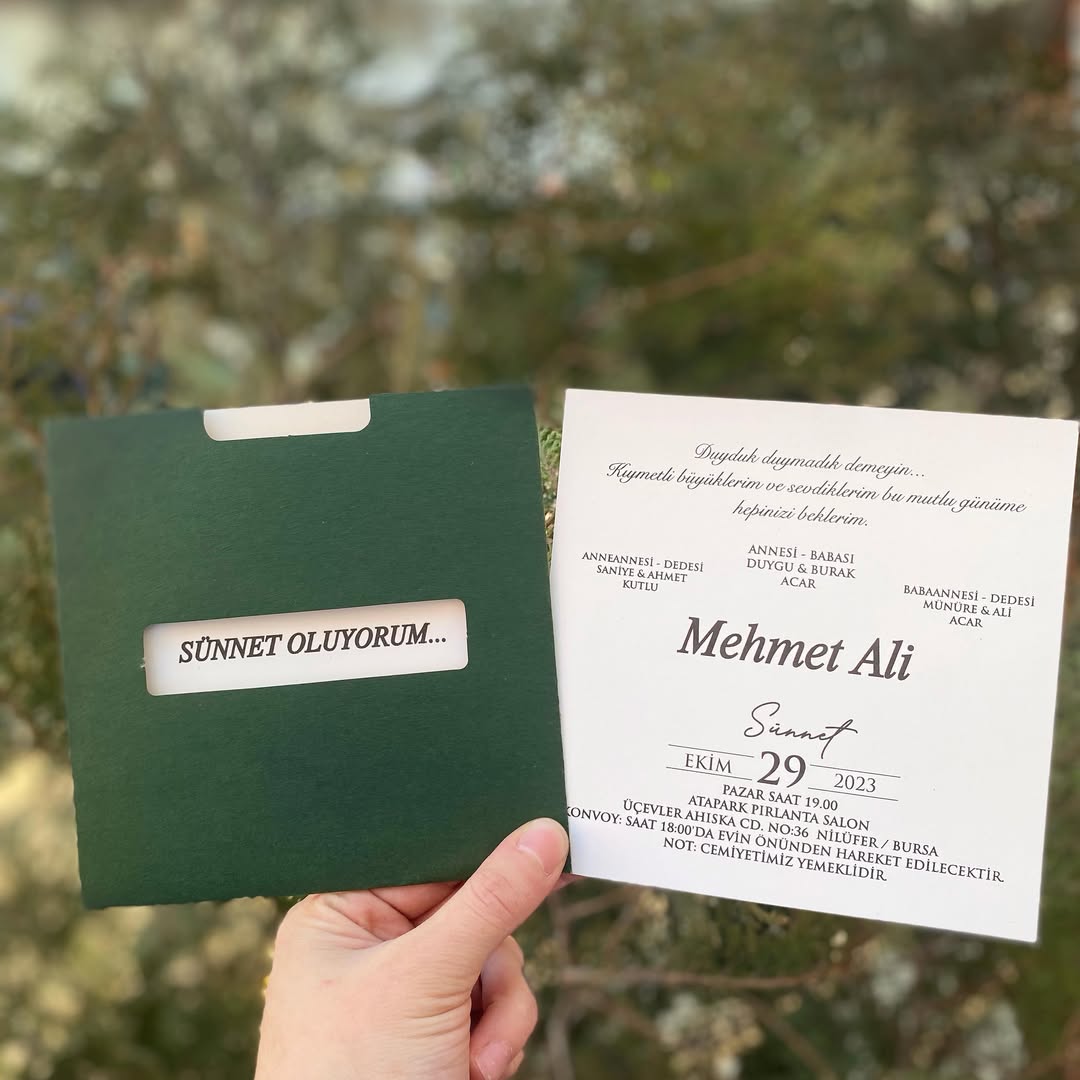 SÜNNET OLUYORUM...
Duyduk duymadık demeyin...
Kıymetli büyüklerim ve sevdiklerim bu mutlu günüme
hepinizi beklerim.
ANNEANNESİ - DEDESİ
SANİYE & AHMET
KUTLU
ANNESİ - BABASI
DUYGU & BURAK
ACAR
BABAANNESİ - DEDESİ
MÜNÜRE & ALİ
ACAR
Mehmet Ali
Sünnet
EKİM 29 2023
PAZAR SAAT 19.00
ATAPARK PIRLANTA SALON
ÜÇEVLER AHISKA CD. NO:36 NİLÜFER / BURSA
KONVOY: SAAT 18:00'DA EVİN ÖNÜNDEN HAREKET EDİLECEKTİR
NOT: CEMİYETİMİZ YEMEKLİDİR